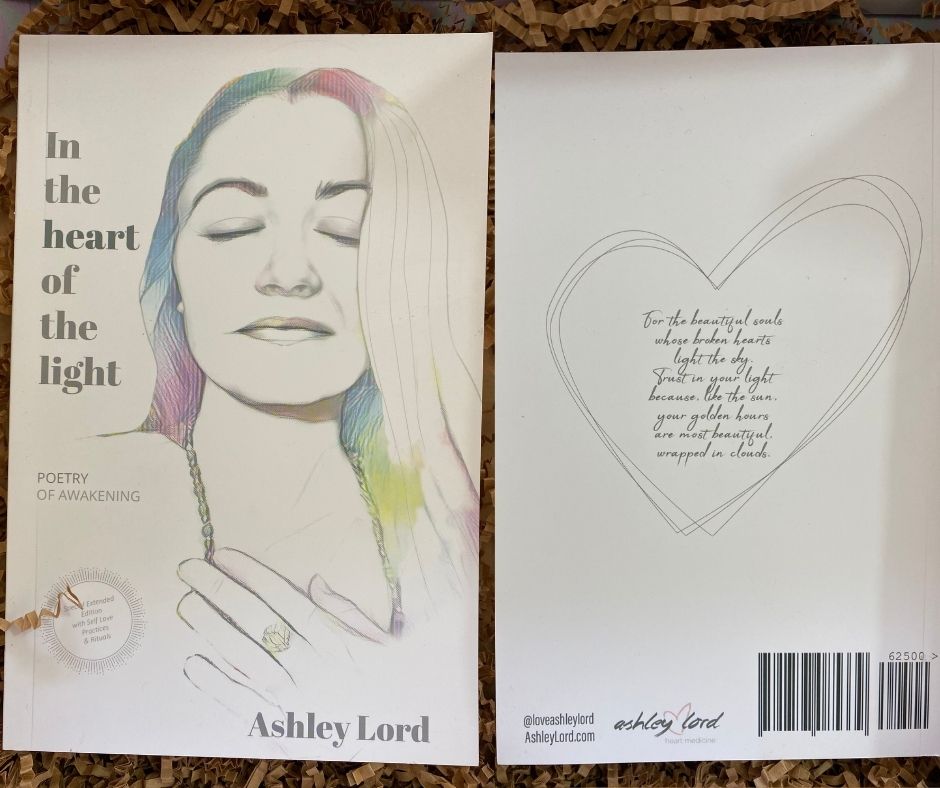 In
the
heart
of
the
light
POETRY
OF AWAKENING
Special Extended
Edition
with Self Love
Practices
& Rituals
Ashley Lord
For the beautiful souls
whose broken hearts
light the sky.
Trust in your light
because, like the sun,
your golden hours
are most beautiful,
wrapped in clouds.
@loveashleylord
AshleyLord.com
ashley lord
heart medicine
62500 >